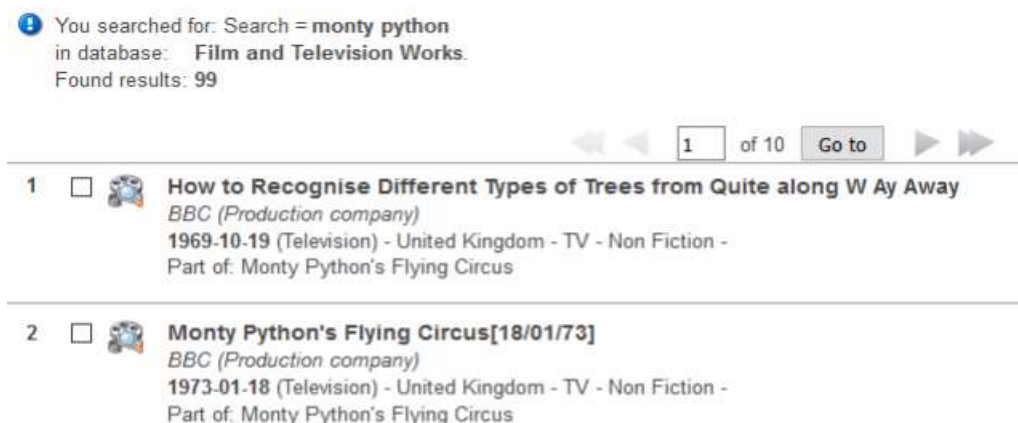 You searched for: Search = monty python
in database: Film and Television Works.
Found results: 99
1 of 10 Go to
1 How to Recognise Different Types of Trees from Quite along W Ay Away
BBC (Production company)
1969-10-19 (Television) - United Kingdom - TV - Non Fiction -
Part of: Monty Python's Flying Circus
2 Monty Python's Flying Circus[18/01/73]
BBC (Production company)
1973-01-18 (Television) - United Kingdom - TV - Non Fiction -
Part of: Monty Python's Flying Circus